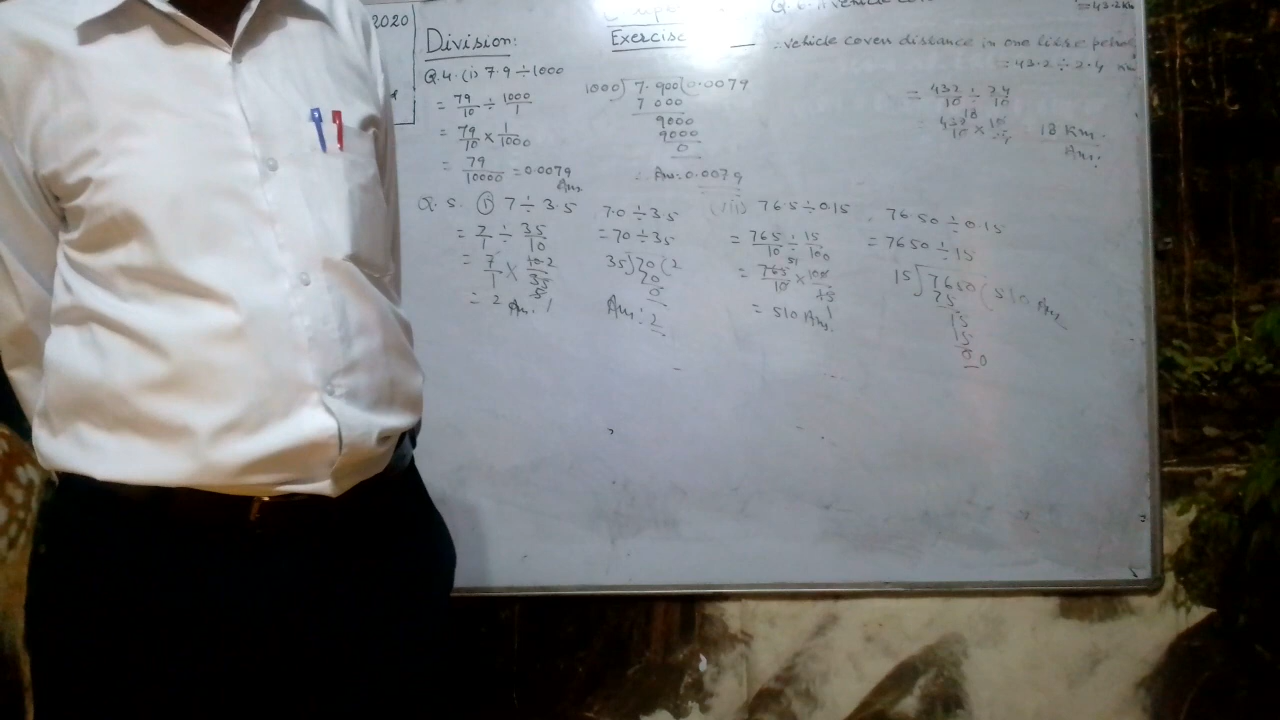 2020
Division:
Exercise
= 43.2 Km
∴ vehicle cover distance in one litre petrol
= 43.2 ÷ 2.4 Km
= 432/10 ÷ 24/10
18 Km.
Ans.
Q.4. (i) 7.9 ÷ 1000
= 79/10 ÷ 1000/1
= 79/10 × 1/1000
= 79/10000 = 0.0079
Ans.
1000) 7.900 (0.0079
7 000
9000
9000
0
∴ Ans = 0.0079
Q. 5. (i) 7 ÷ 3.5
= 7/1 ÷ 35/10
= 7/1 × 10/35
= 2 Ans.
7.0 ÷ 3.5
= 70 ÷ 35
35) 70 (2
70
0
Ans: 2
(iii) 76.5 ÷ 0.15
= 765/10 ÷ 15/100
= 765/10 × 100/15
= 510 Ans.
76.50 ÷ 0.15
= 7650 ÷ 15
15) 7650 (510 Ans
75
15
15
0 0